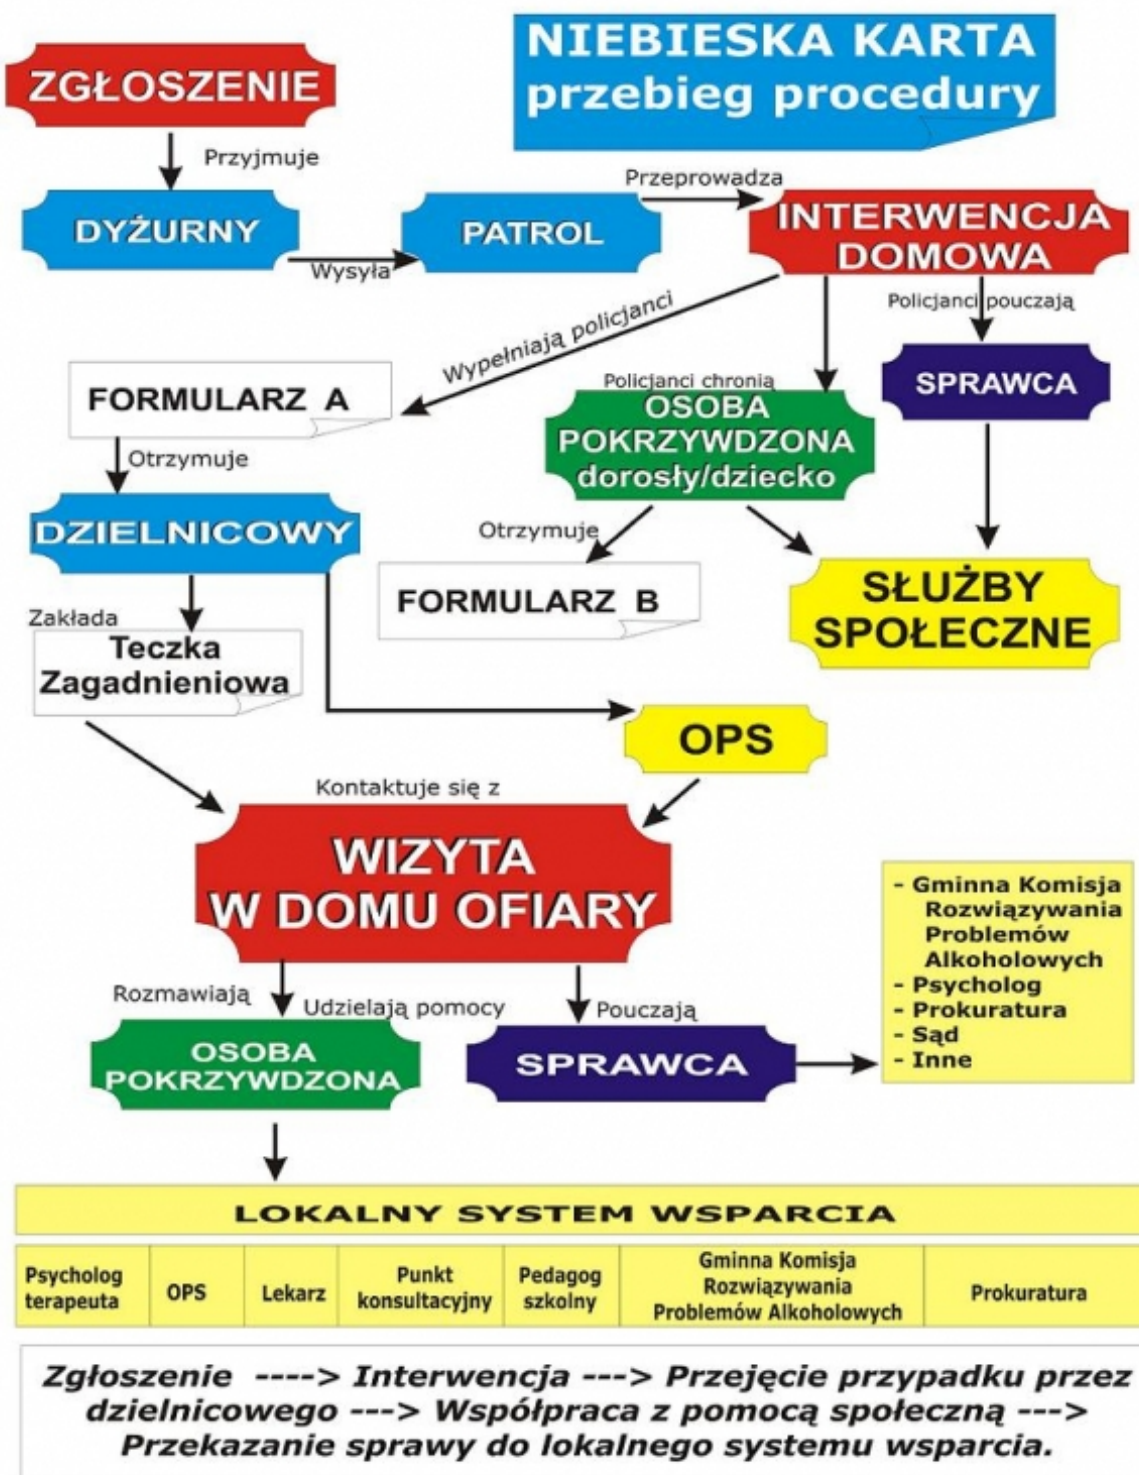 NIEBIESKA KARTA
przebieg procedury
ZGŁOSZENIE
Przyjmuje
DYŻURNY
Wysyła
PATROL
Przeprowadza
INTERWENCJA
DOMOWA
Wypełniają policjanci
Policjanci pouczają
FORMULARZ A
Policjanci chronią
OSOBA
POKRZYWDZONA
dorosły/dziecko
SPRAWCA
Otrzymuje
DZIELNICOWY
Otrzymuje
FORMULARZ B
SŁUŻBY
SPOŁECZNE
Zakłada
Teczka
Zagadnieniowa
OPS
Kontaktuje się z
WIZYTA
W DOMU OFIARY
- Gminna Komisja
Rozwiązywania
Problemów
Alkoholowych
- Psycholog
- Prokuratura
- Sąd
- Inne
Rozmawiają
Udzielają pomocy
Pouczają
OSOBA
POKRZYWDZONA
SPRAWCA
LOKALNY SYSTEM WSPARCIA
Psycholog
terapeuta
OPS
Lekarz
Punkt
konsultacyjny
Pedagog
szkolny
Gminna Komisja
Rozwiązywania
Problemów Alkoholowych
Prokuratura
Zgłoszenie ----> Interwencja ---> Przejęcie przypadku przez
dzielnicowego ---> Współpraca z pomocą społeczną --->
Przekazanie sprawy do lokalnego systemu wsparcia.